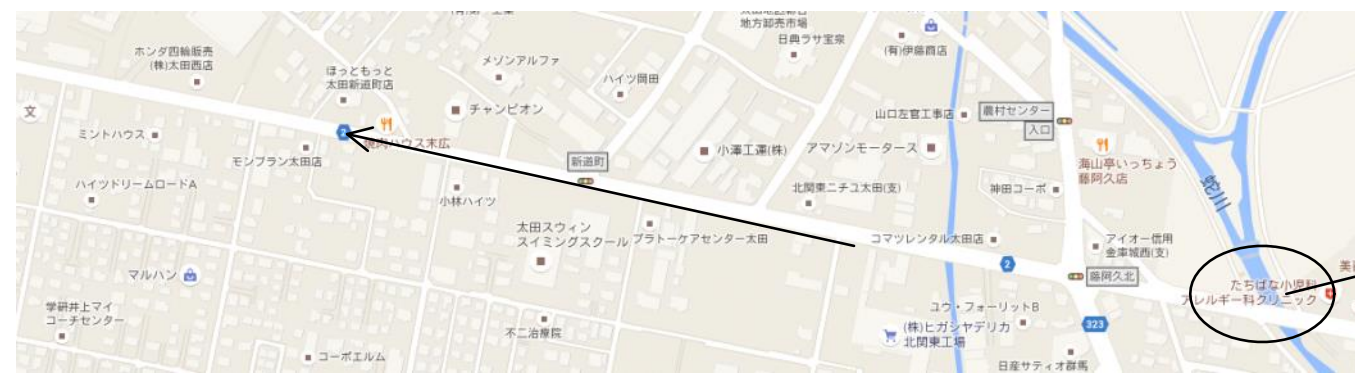 地方卸売市場
ホンダ四輪販売
(株)太田西店
ほっともっと
太田新道町店
メゾンアルファ
ハイツ岡田
日典ラサ宝泉
(有)伊藤商店
文
ミントハウス
2
チャンピオン
モンブラン太田店
新道町
小澤工運(株)
アマゾンモータース
山口左官工事店
農村センター
入口
海山亭いっちょう
藤阿久店
蛇川
ハイツドリームロードA
小林ハイツ
北関東ニチユ太田(支)
神田コーポ
太田スウィン
スイミングスクール
プラトーケアセンター太田
コマツレンタル太田店
アイオー信用
金庫城西(支)
マルハン
2
藤阿久北
たちばな小児科
アレルギー科クリニック
学研井上マイ
コーチセンター
不二治療院
ユウ・フォーリットB
(株)ヒガシヤデリカ
北関東工場
323
コーポエルム
日産サティオ群馬